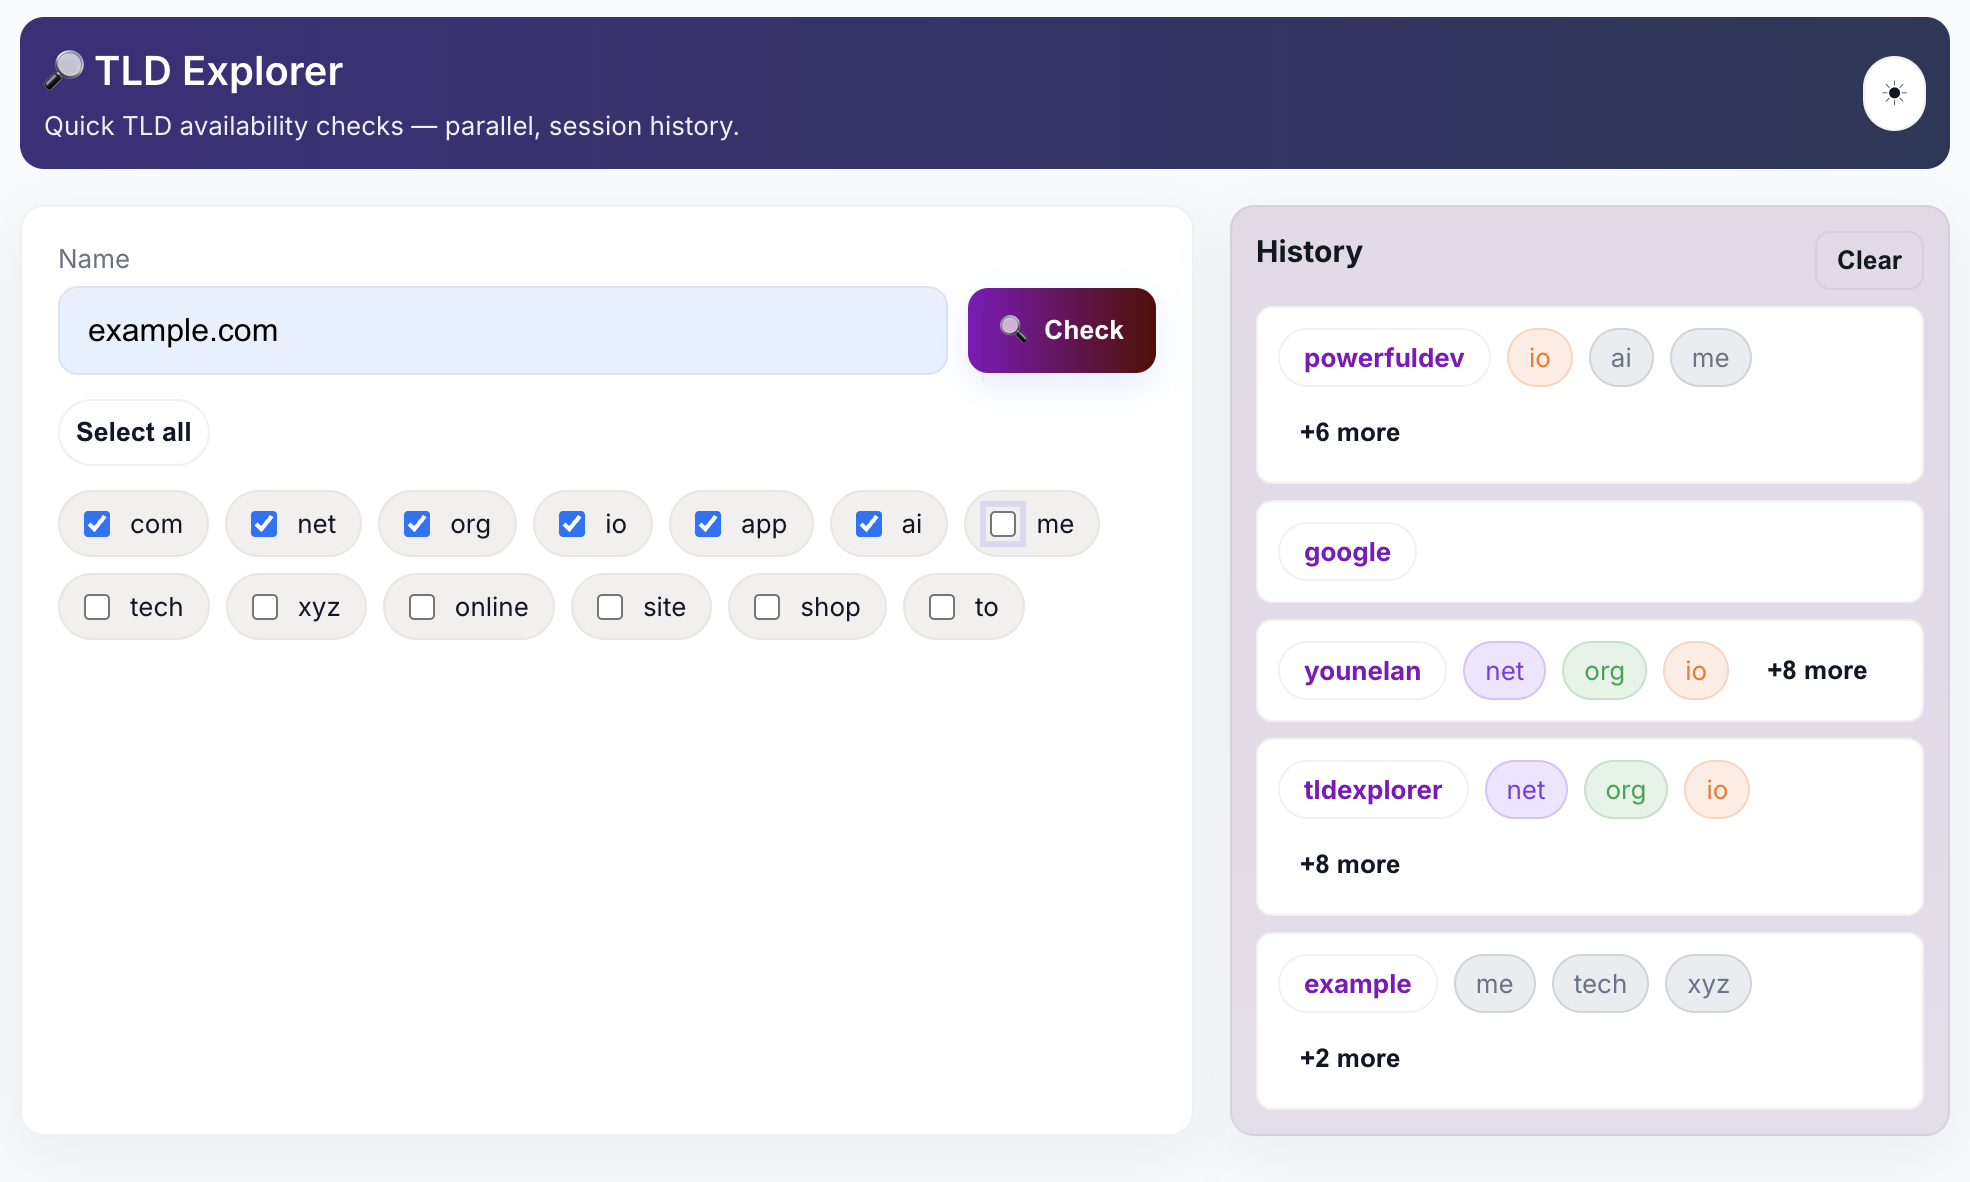 TLD Explorer
Quick TLD availability checks — parallel, session history.
Name
example.com
Check
Select all
com net org io app ai me
tech xyz online site shop to
History
Clear
powerfuldev io ai me
+6 more
google
younelan net org io +8 more
tldexplorer net org io
+8 more
example me tech xyz
+2 more